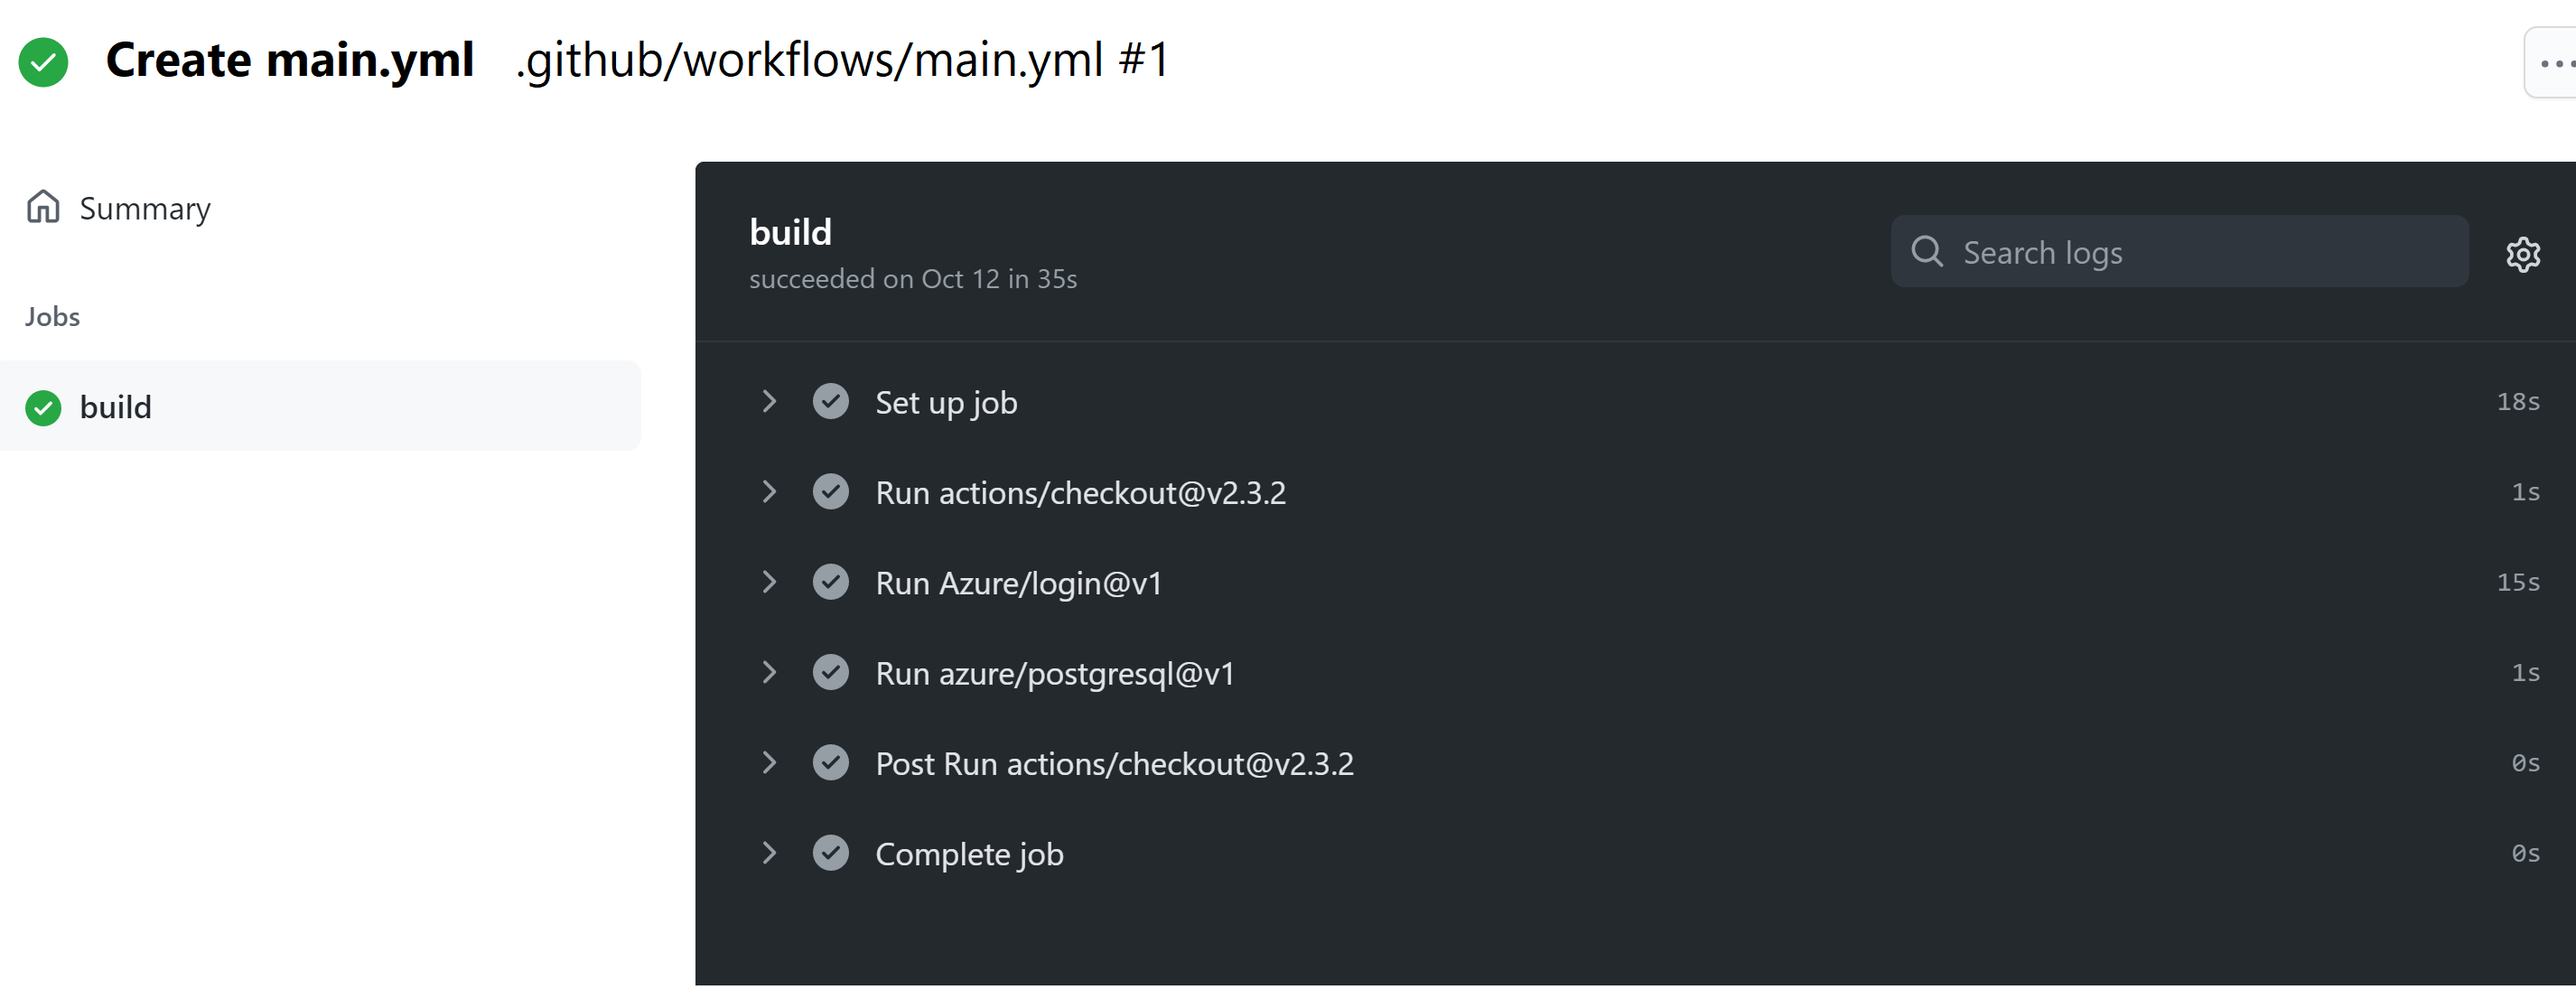 Create main.yml .github/workflows/main.yml #1
Summary
Jobs
build
build
succeeded on Oct 12 in 35s
Search logs
Set up job 18s
Run actions/checkout@v2.3.2 1s
Run Azure/login@v1 15s
Run azure/postgresql@v1 1s
Post Run actions/checkout@v2.3.2 0s
Complete job 0s